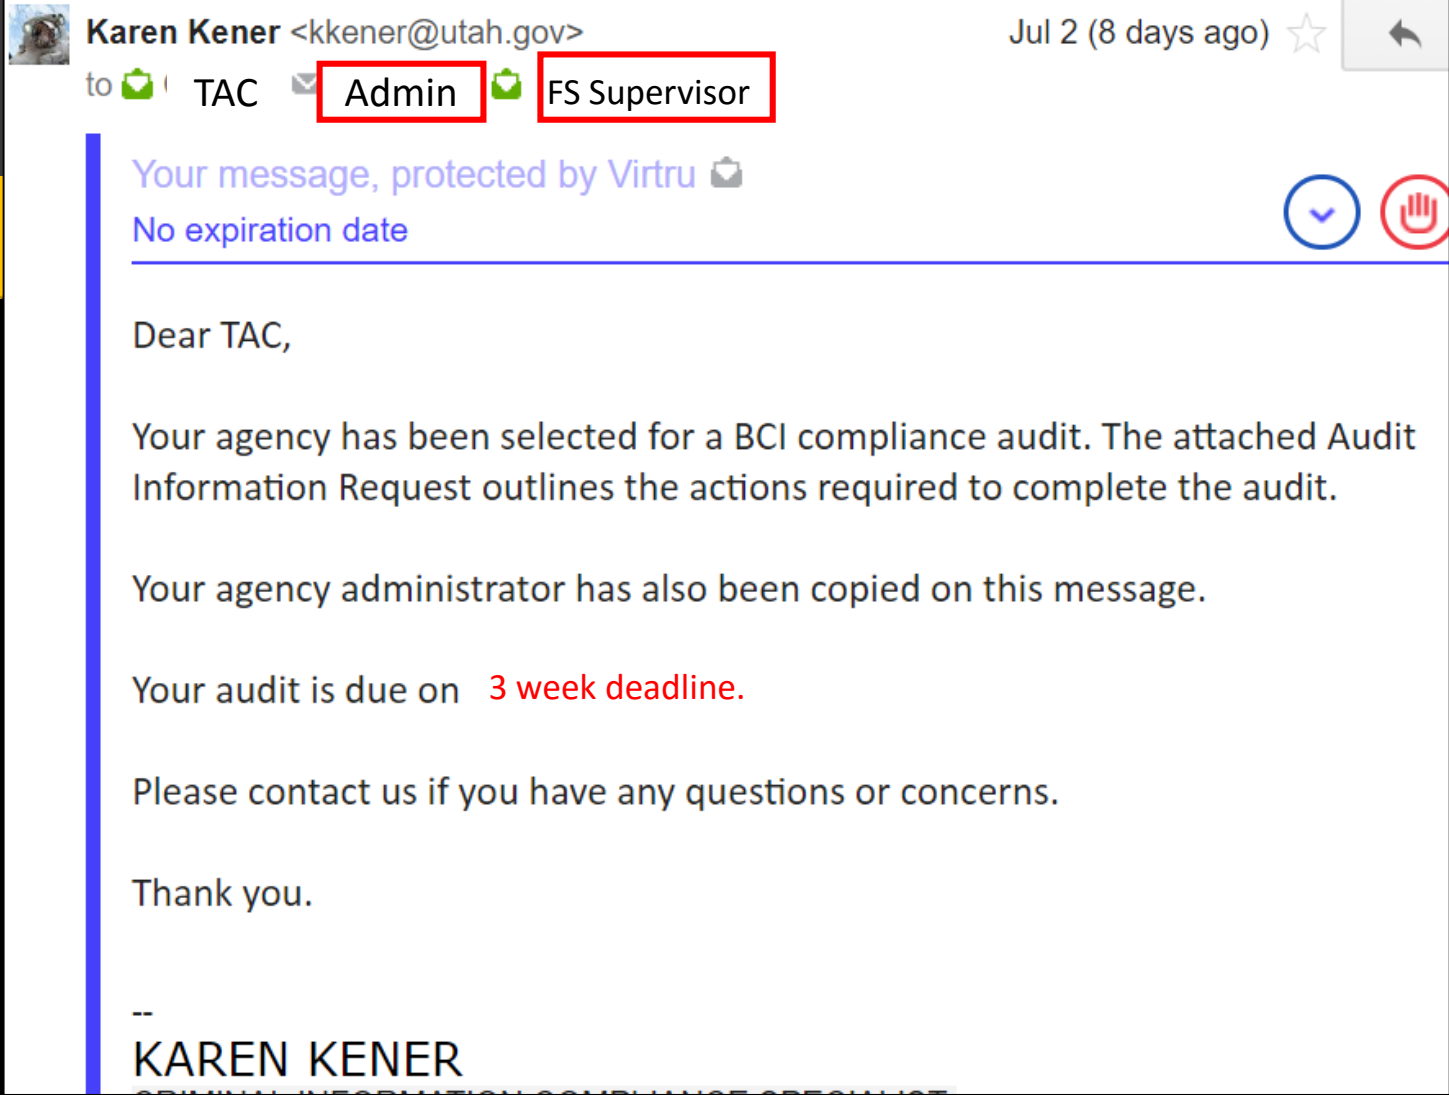 Karen Kener <kkener@utah.gov> Jul 2 (8 days ago)
to TAC Admin FS Supervisor
Your message, protected by Virtru
No expiration date
Dear TAC,
Your agency has been selected for a BCI compliance audit. The attached Audit
Information Request outlines the actions required to complete the audit.
Your agency administrator has also been copied on this message.
Your audit is due on 3 week deadline.
Please contact us if you have any questions or concerns.
Thank you.
--
KAREN KENER
CRIMINAL INFORMATION COMPLIANCE SPECIALIST